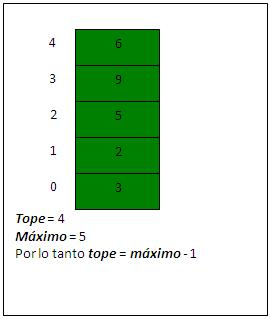 4 6
3 9
2 5
1 2
0 3
Tope = 4
Máximo = 5
Por lo tanto tope = máximo - 1